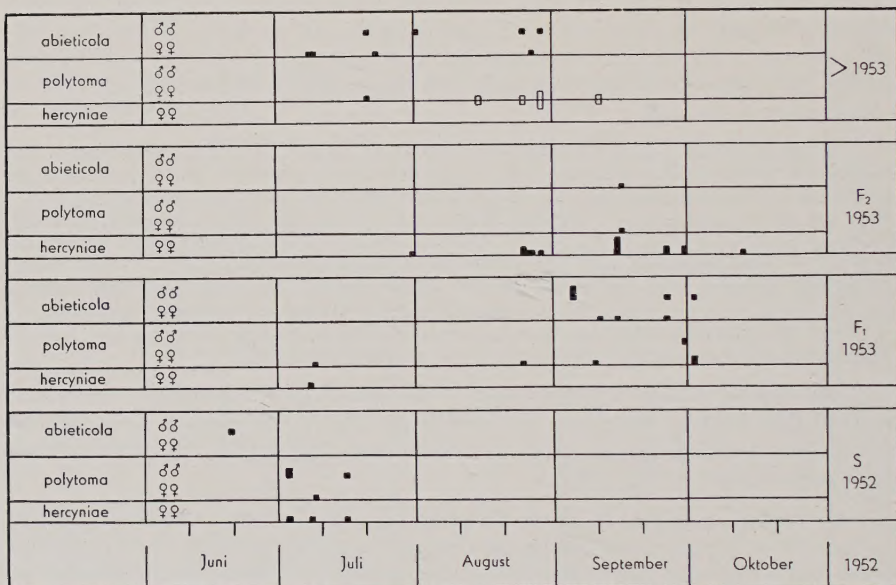 abieticola ♂♂
♀♀
polytoma ♂♂
♀♀
hercyniae ♀♀
> 1953
abieticola ♂♂
♀♀
polytoma ♂♂
♀♀
hercyniae ♀♀
F₂
1953
abieticola ♂♂
♀♀
polytoma ♂♂
♀♀
hercyniae ♀♀
F₁
1953
abieticola ♂♂
♀♀
polytoma ♂♂
♀♀
hercyniae ♀♀
S
1952
Juni Juli August September Oktober 1952